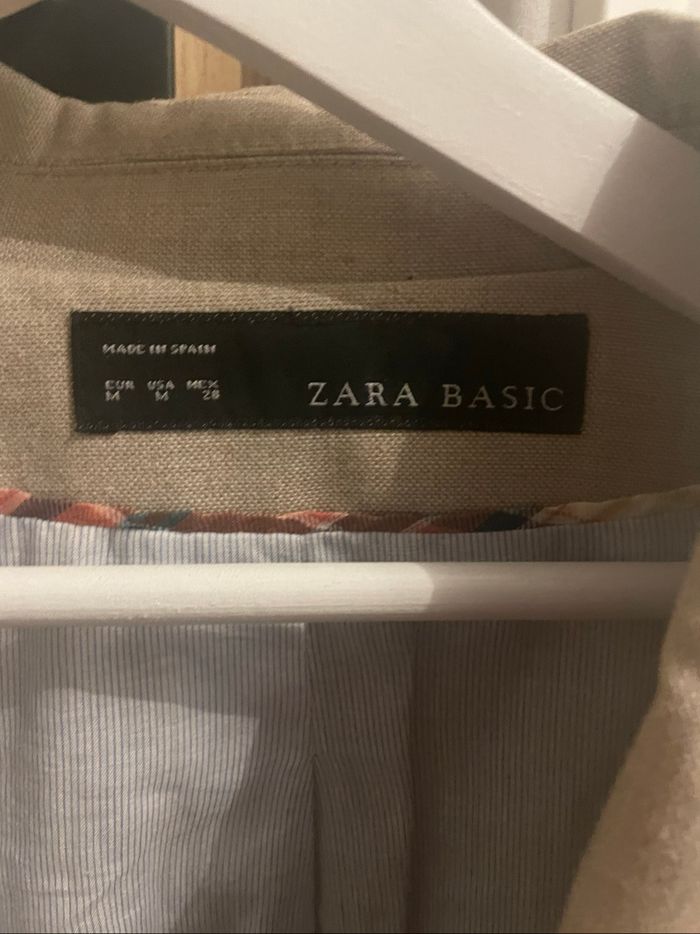 MADE IN SPAIN
EUR USA MEX
M M 28
ZARA BASIC